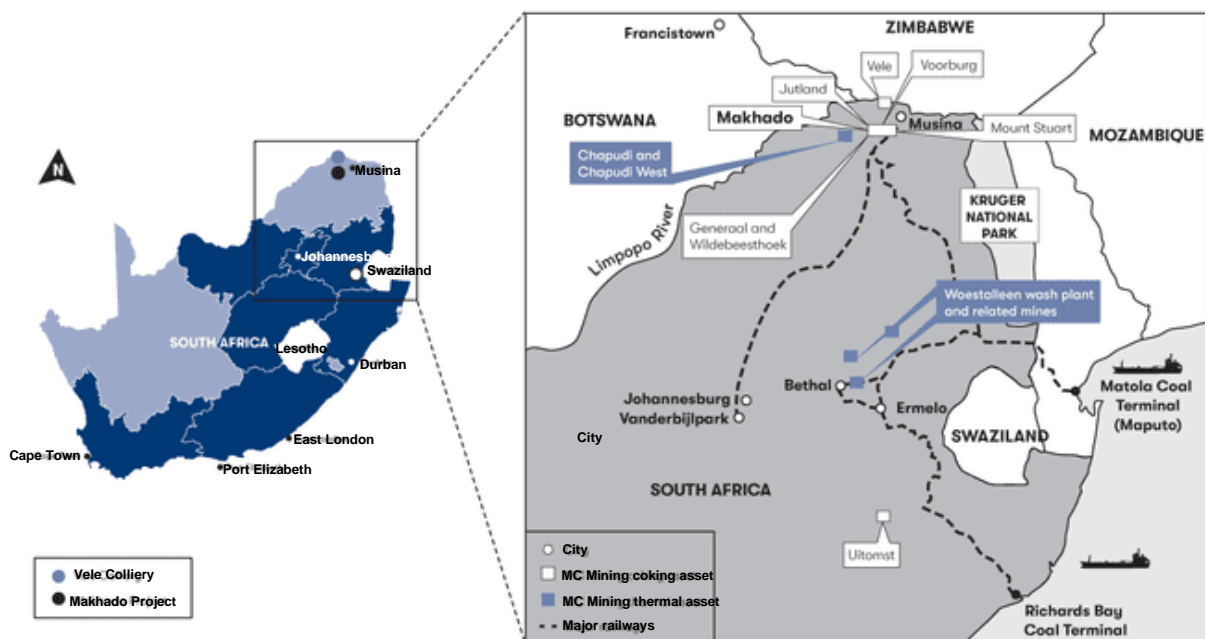 N
Musina
Johannesburg
Swaziland
SOUTH AFRICA
Lesotho
Durban
East London
Cape Town
Port Elizabeth
Vele Colliery
Makhado Project
Francistown
ZIMBABWE
Vele
Voorburg
Jutland
BOTSWANA
Makhado
Musina
Mount Stuart
MOZAMBIQUE
Chapudi and
Chapudi West
KRUGER
NATIONAL
PARK
Generaal and
Wildebeesthoek
Limpopo River
Woestalleen wash plant
and related mines
Bethal
Johannesburg
Vanderbijlpark
Ermelo
Matola Coal
Terminal
(Maputo)
City
SWAZILAND
SOUTH AFRICA
Uitomst
City
MC Mining coking asset
MC Mining thermal asset
Major railways
Richards Bay
Coal Terminal